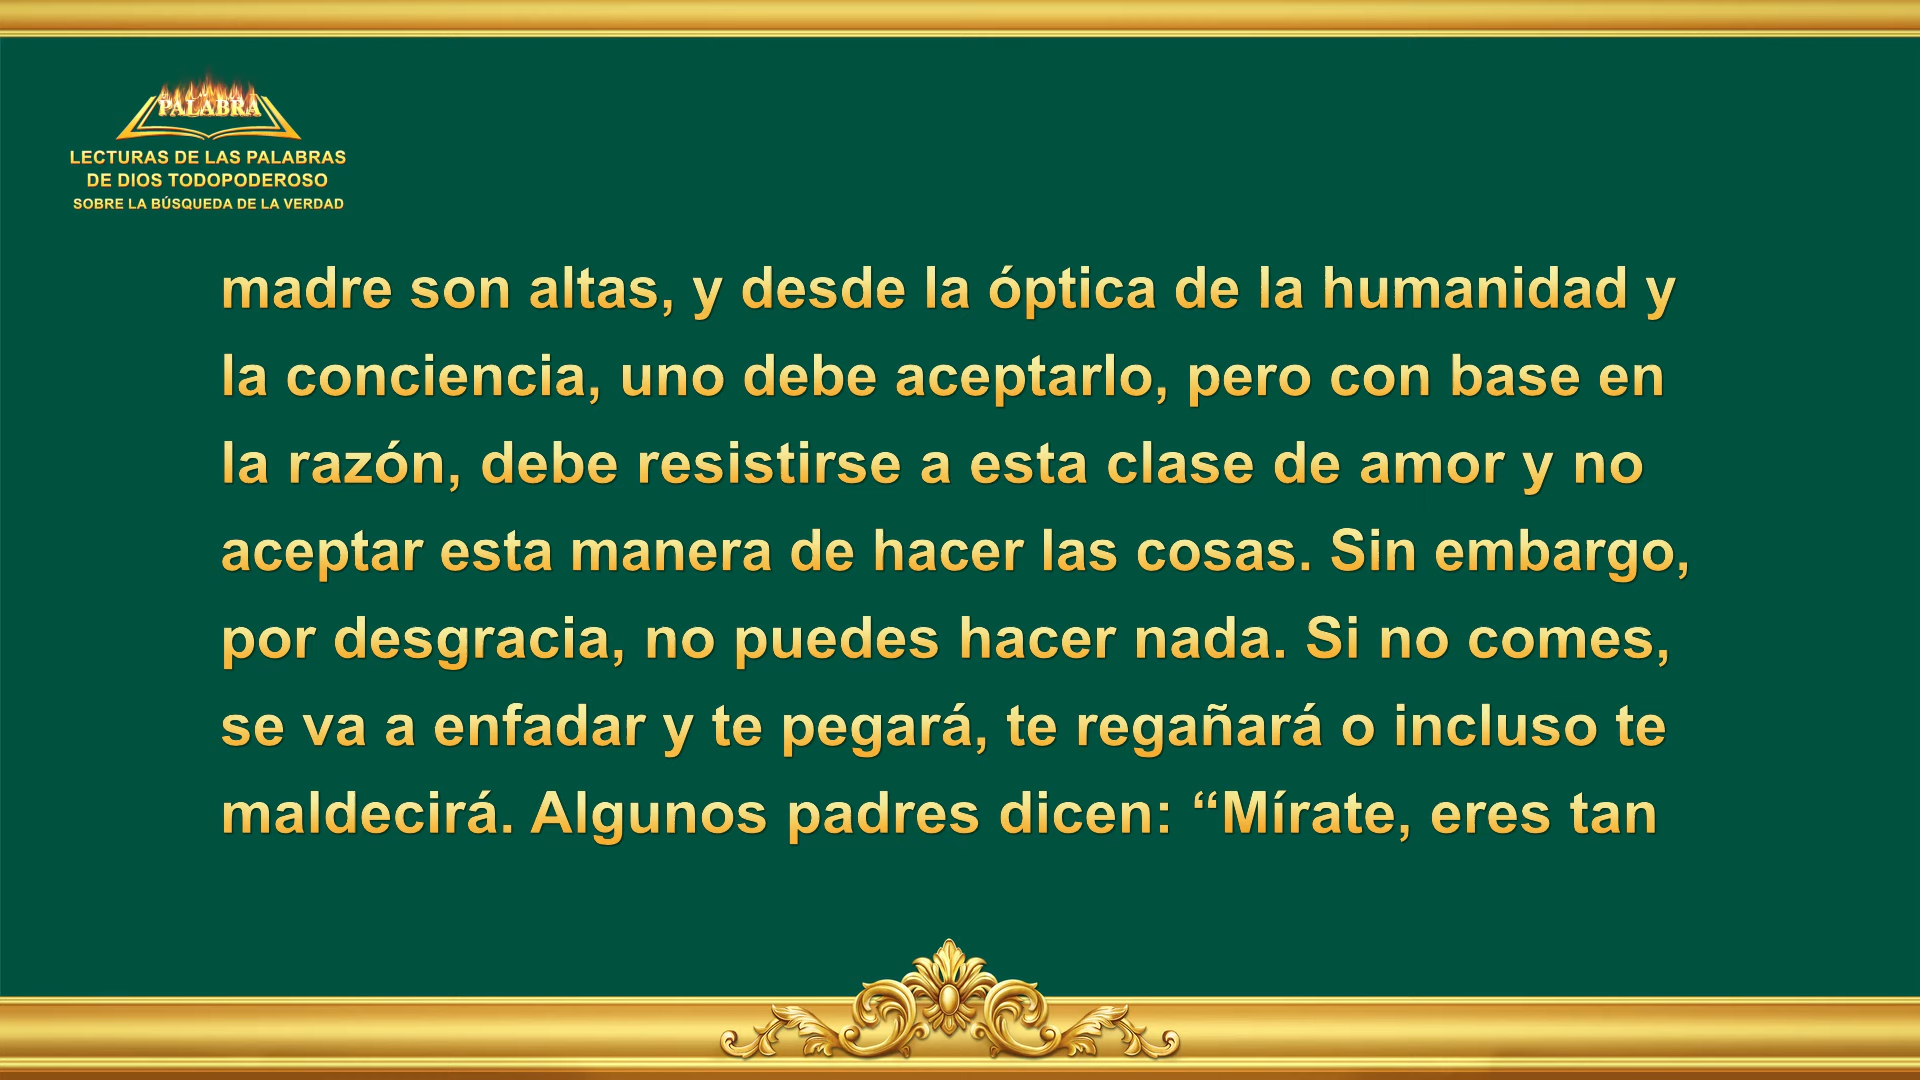 PALABRA
LECTURAS DE LAS PALABRAS
DE DIOS TODOPODEROSO
SOBRE LA BÚSQUEDA DE LA VERDAD
madre son altas, y desde la óptica de la humanidad y
la conciencia, uno debe aceptarlo, pero con base en
la razón, debe resistirse a esta clase de amor y no
aceptar esta manera de hacer las cosas. Sin embargo,
por desgracia, no puedes hacer nada. Si no comes,
se va a enfadar y te pegará, te regañará o incluso te
maldecirá. Algunos padres dicen: “Mírate, eres tan